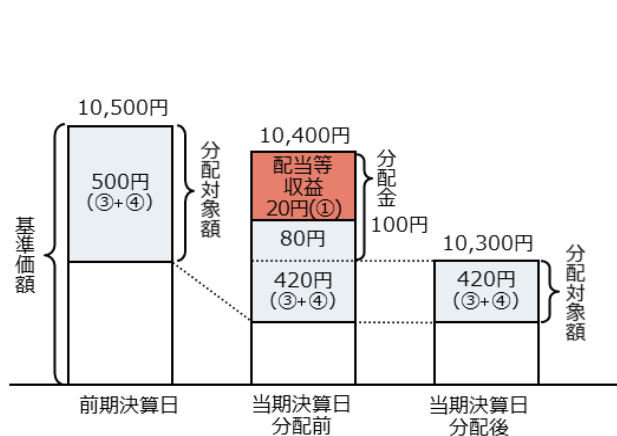 10,500円
500円
(③+④)
分配対象額
基準価額
前期決算日
10,400円
配当等
収益
20円(①)
80円
420円
(③+④)
分配金
100円
当期決算日
分配前
10,300円
420円
(③+④)
分配対象額
当期決算日
分配後